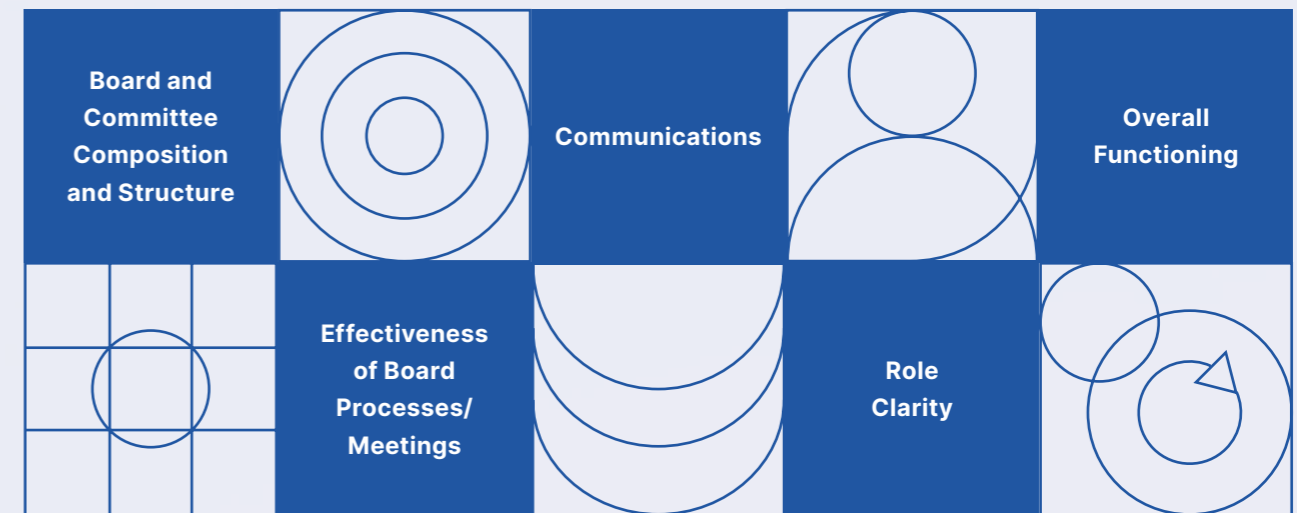 Board and
Committee
Composition
and Structure
Communications
Overall
Functioning
Effectiveness
of Board
Processes/
Meetings
Role
Clarity